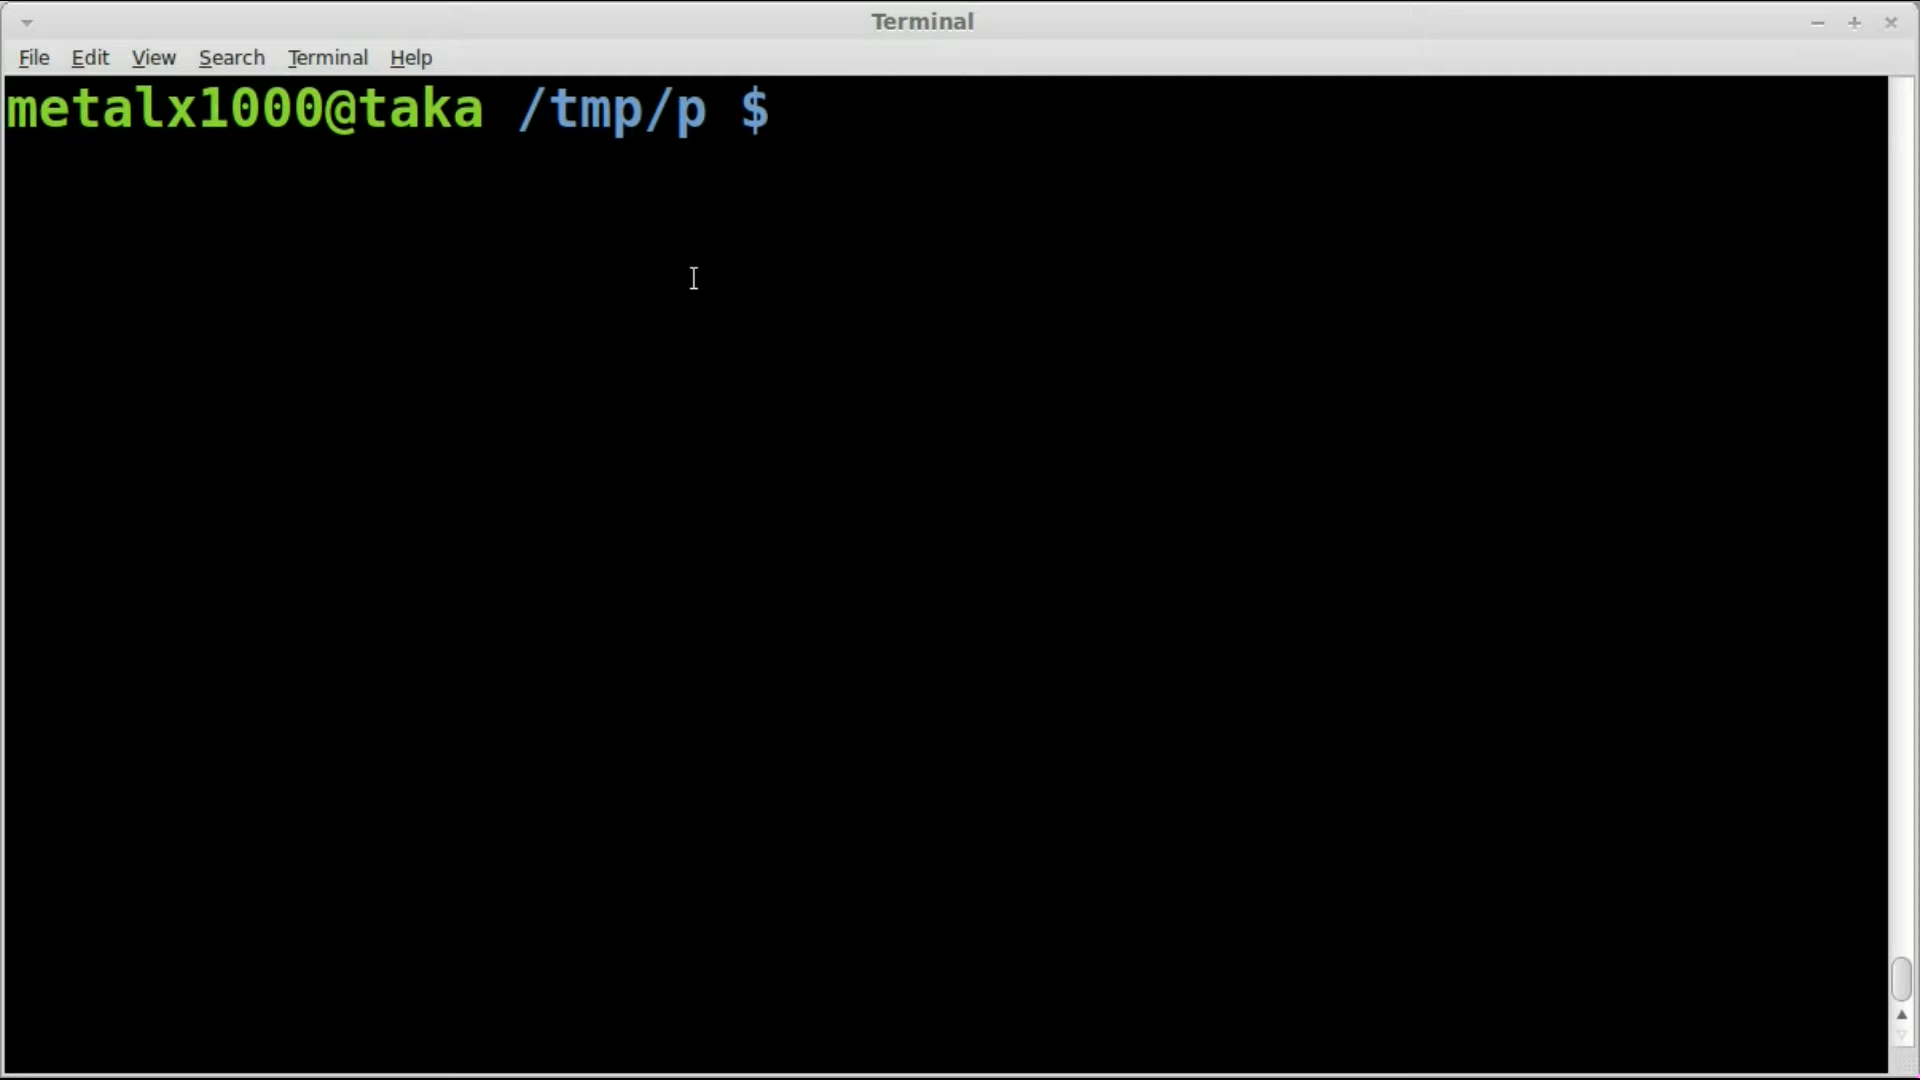 Terminal
File Edit View Search Terminal Help
metalx1000@taka /tmp/p $